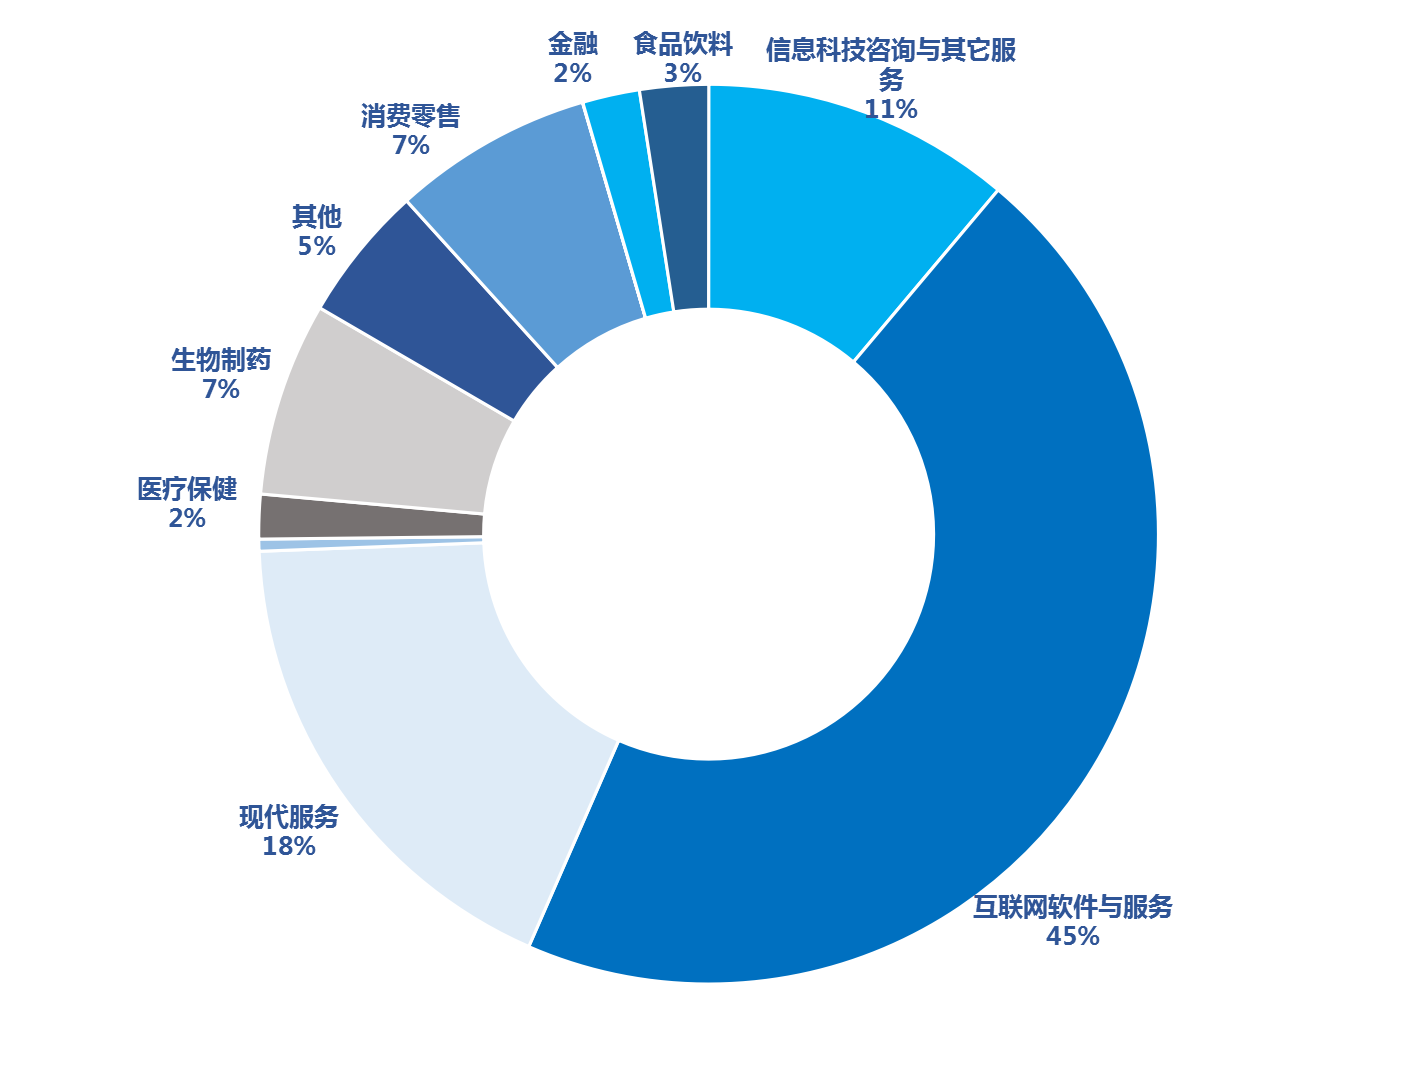 金融
2%
食品饮料
3%
信息科技咨询与其它服
务
11%
消费零售
7%
其他
5%
生物制药
7%
医疗保健
2%
现代服务
18%
互联网软件与服务
45%